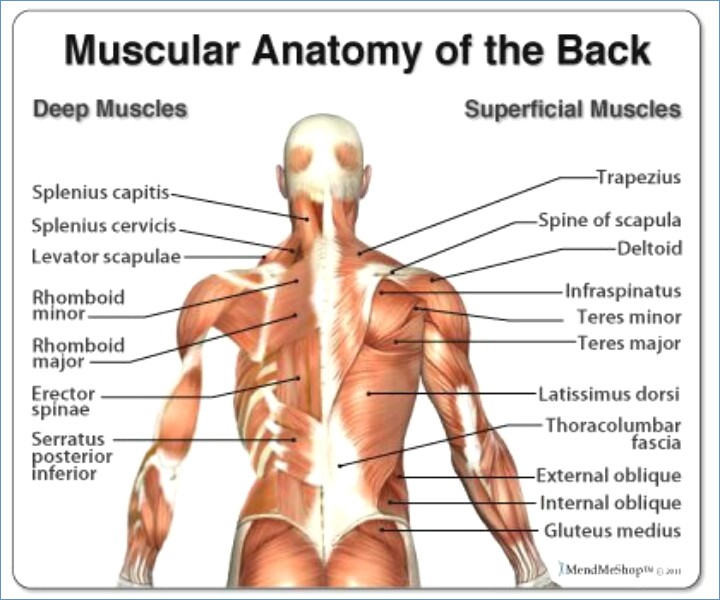 Muscular Anatomy of the Back
Deep Muscles
Superficial Muscles
Splenius capitis
Splenius cervicis
Levator scapulae
Rhomboid
minor
Rhomboid
major
Erector
spinae
Serratus
posterior
inferior
Trapezius
Spine of scapula
Deltoid
Infraspinatus
Teres minor
Teres major
Latissimus dorsi
Thoracolumbar
fascia
External oblique
Internal oblique
Gluteus medius
MendMeShop™ © 2011